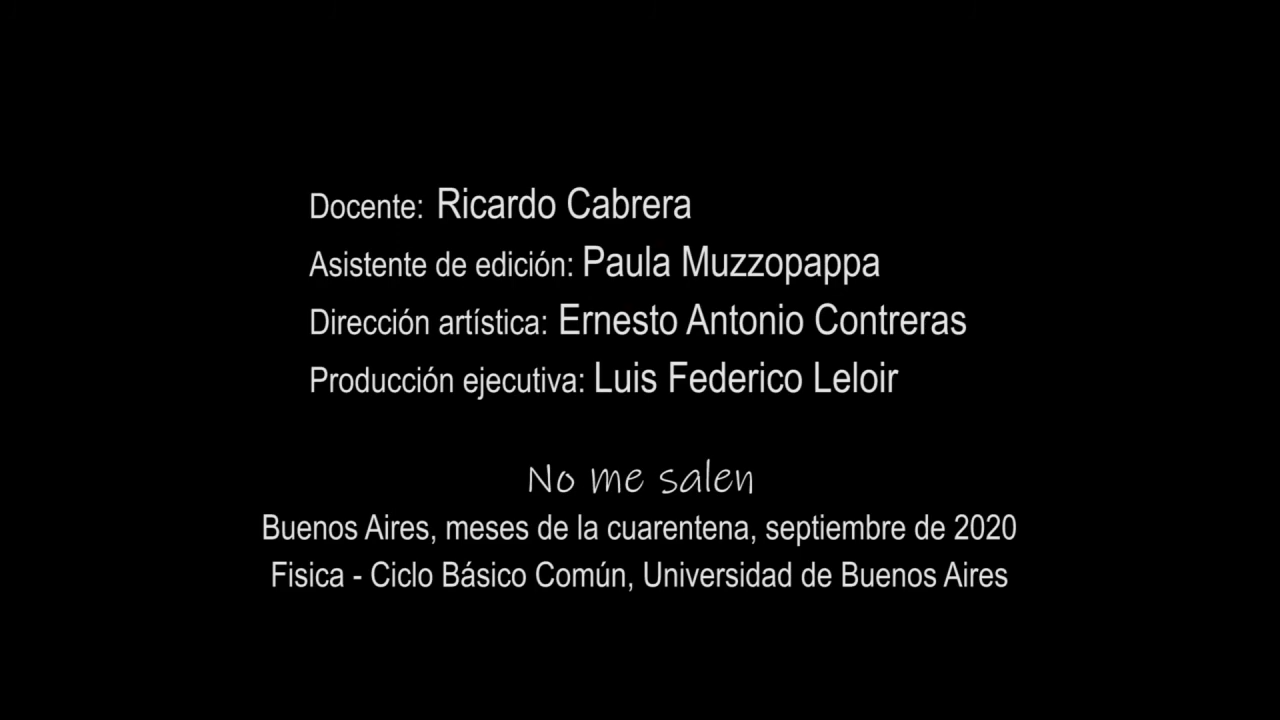 Docente: Ricardo Cabrera
Asistente de edición: Paula Muzzopappa
Dirección artística: Ernesto Antonio Contreras
Producción ejecutiva: Luis Federico Leloir
No me salen
Buenos Aires, meses de la cuarentena, septiembre de 2020
Fisica - Ciclo Básico Común, Universidad de Buenos Aires